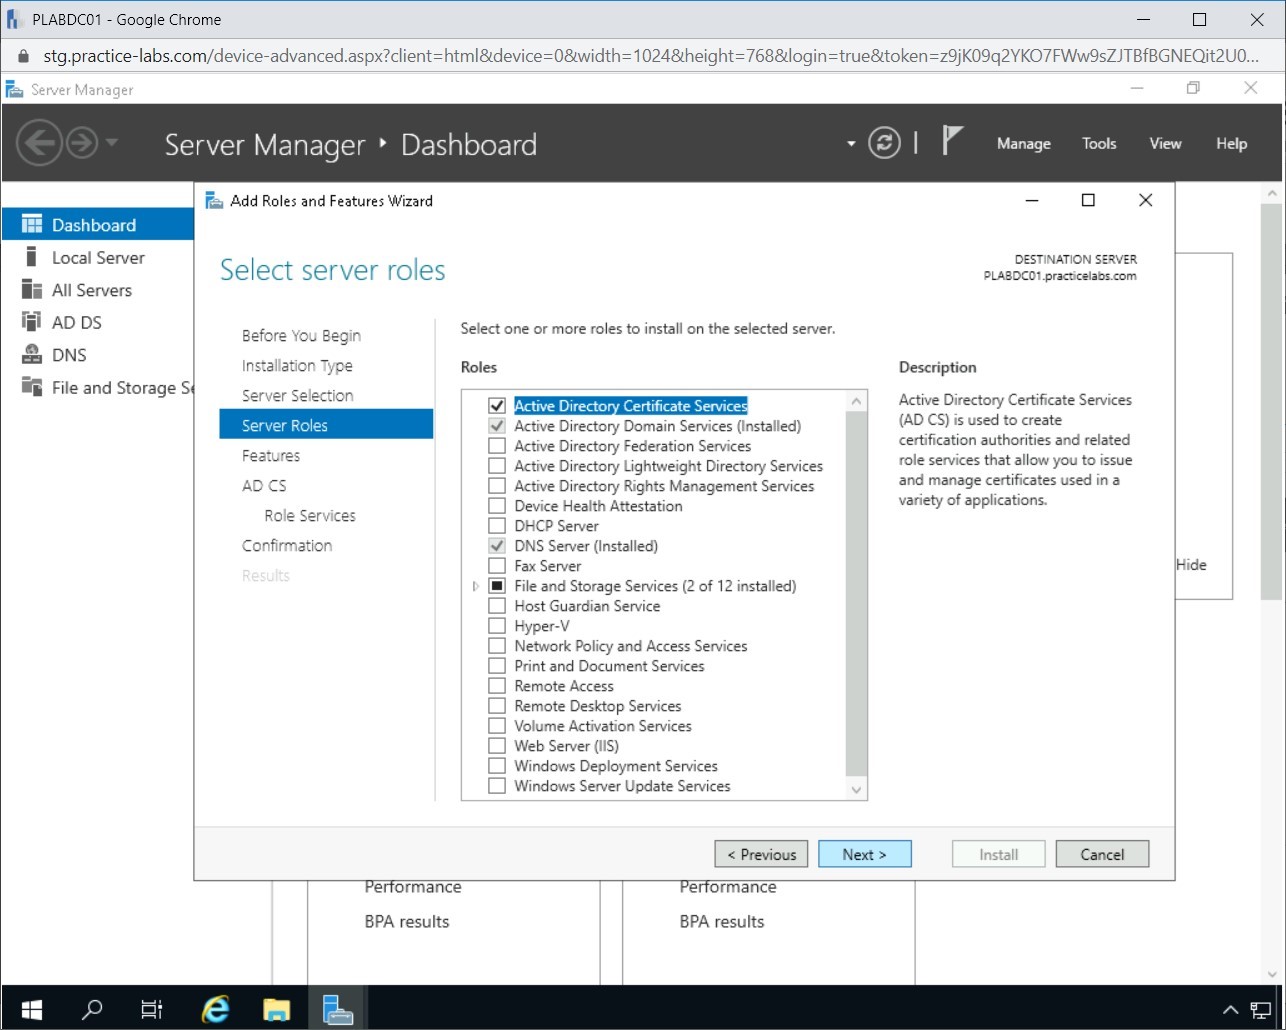 PLABDC01 - Google Chrome
stg.practice-labs.com/device-advanced.aspx?client=html&device=0&width=1024&height=768&login=true&token=z9jK09q2YKO7FWw9sZJTBfBGNEQit2U0...
Server Manager
Server Manager ‣ Dashboard
Manage
Tools
View
Help
Dashboard
Local Server
All Servers
AD DS
DNS
File and Storage Se
Add Roles and Features Wizard
Select server roles
DESTINATION SERVER
PLABDC01.practicelabs.com
Before You Begin
Installation Type
Server Selection
Server Roles
Features
AD CS
Role Services
Confirmation
Results
Select one or more roles to install on the selected server.
Roles
Active Directory Certificate Services
Active Directory Domain Services (Installed)
Active Directory Federation Services
Active Directory Lightweight Directory Services
Active Directory Rights Management Services
Device Health Attestation
DHCP Server
DNS Server (Installed)
Fax Server
File and Storage Services (2 of 12 installed)
Host Guardian Service
Hyper-V
Network Policy and Access Services
Print and Document Services
Remote Access
Remote Desktop Services
Volume Activation Services
Web Server (IIS)
Windows Deployment Services
Windows Server Update Services
Description
Active Directory Certificate Services
(AD CS) is used to create
certification authorities and related
role services that allow you to issue
and manage certificates used in a
variety of applications.
Hide
< Previous
Next >
Install
Cancel
Performance
BPA results
Performance
BPA results